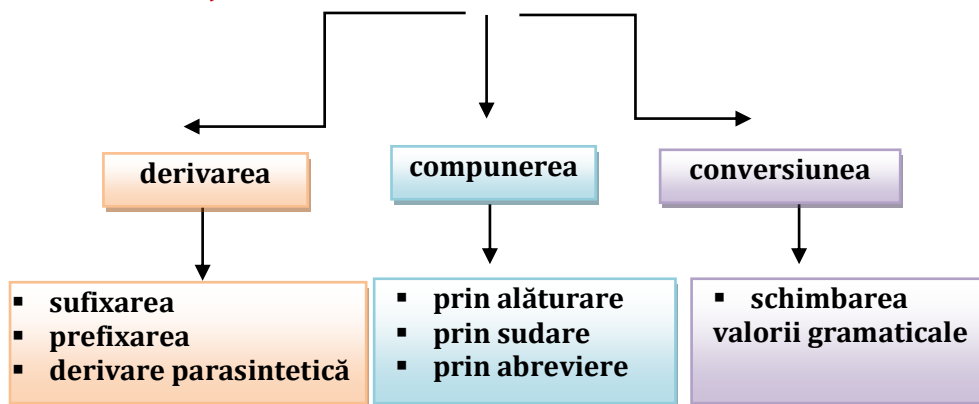 derivarea
compunerea
conversiunea
▪ sufixarea
▪ prefixarea
▪ derivare parasintetică
▪ prin alăturare
▪ prin sudare
▪ prin abreviere
▪ schimbarea
valorii gramaticale